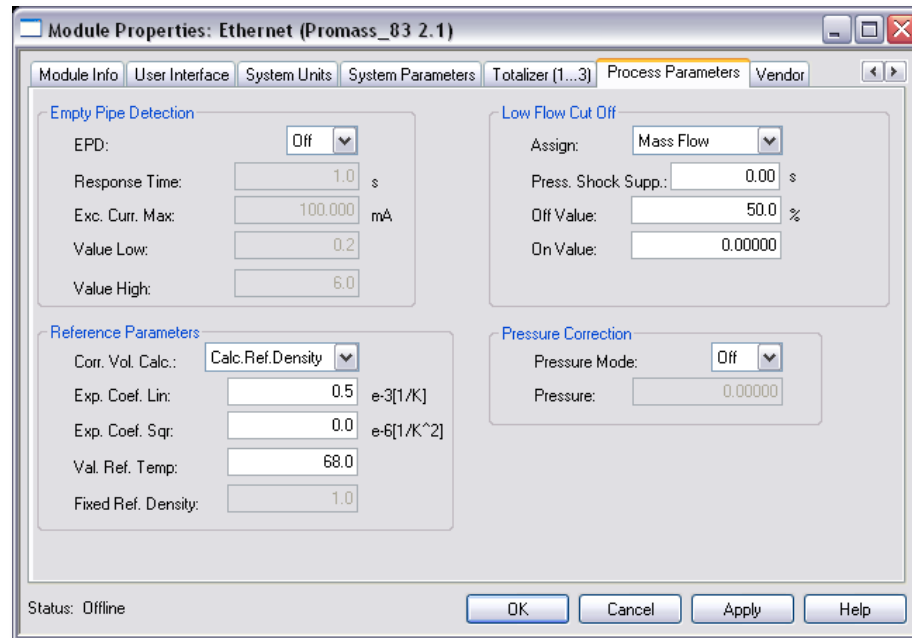 Module Properties: Ethernet (Promass_83 2.1)
Module Info User Interface System Units System Parameters Totalizer (1...3) Process Parameters Vendor
Empty Pipe Detection
EPD: Off
Response Time: 1.0 s
Exc. Curr. Max: 100.000 mA
Value Low: 0.2
Value High: 6.0
Low Flow Cut Off
Assign: Mass Flow
Press. Shock Supp.: 0.00 s
Off Value: 50.0 %
On Value: 0.00000
Reference Parameters
Corr. Vol. Calc.: Calc.Ref.Density
Exp. Coef. Lin: 0.5 e-3[1/K]
Exp. Coef. Sqr: 0.0 e-6[1/K^2]
Val. Ref. Temp: 68.0
Fixed Ref. Density: 1.0
Pressure Correction
Pressure Mode: Off
Pressure: 0.00000
Status: Offline
OK Cancel Apply Help